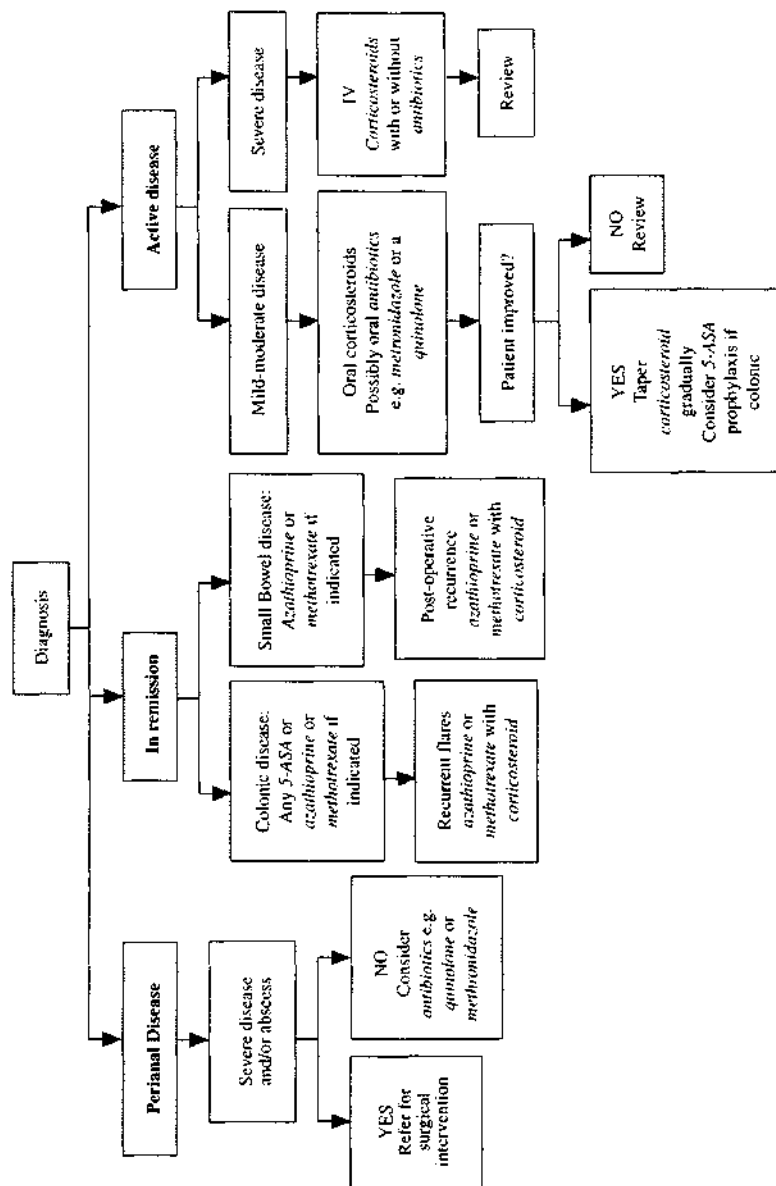 Diagnosis
Perianal Disease
In remission
Active disease
Severe disease
and/or abscess
Colonic disease:
Any 5-ASA or
azathioprine or
methotrexate if
indicated
Small Bowel disease:
Azathioprine or
methotrexate if
indicated
Mild-moderate disease
Severe disease
YES
Refer for
surgical
intervention
NO
Consider
antibiotics e.g.
quinolone or
methronidazole
Recurrent flares
azathioprine or
methotrexate with
corticosteroid
Post-operative
recurrence
azathioprine or
methotrexate with
corticosteroid
Oral corticosteroids
Possibly oral antibiotics
e.g. metronidazole or a
quinolone
IV
Corticosteroids
with or without
antibiotics
Patient improved?
Review
YES
Taper
corticosteroid
gradually
Consider 5-ASA
prophylaxis if
colonic
NO
Review